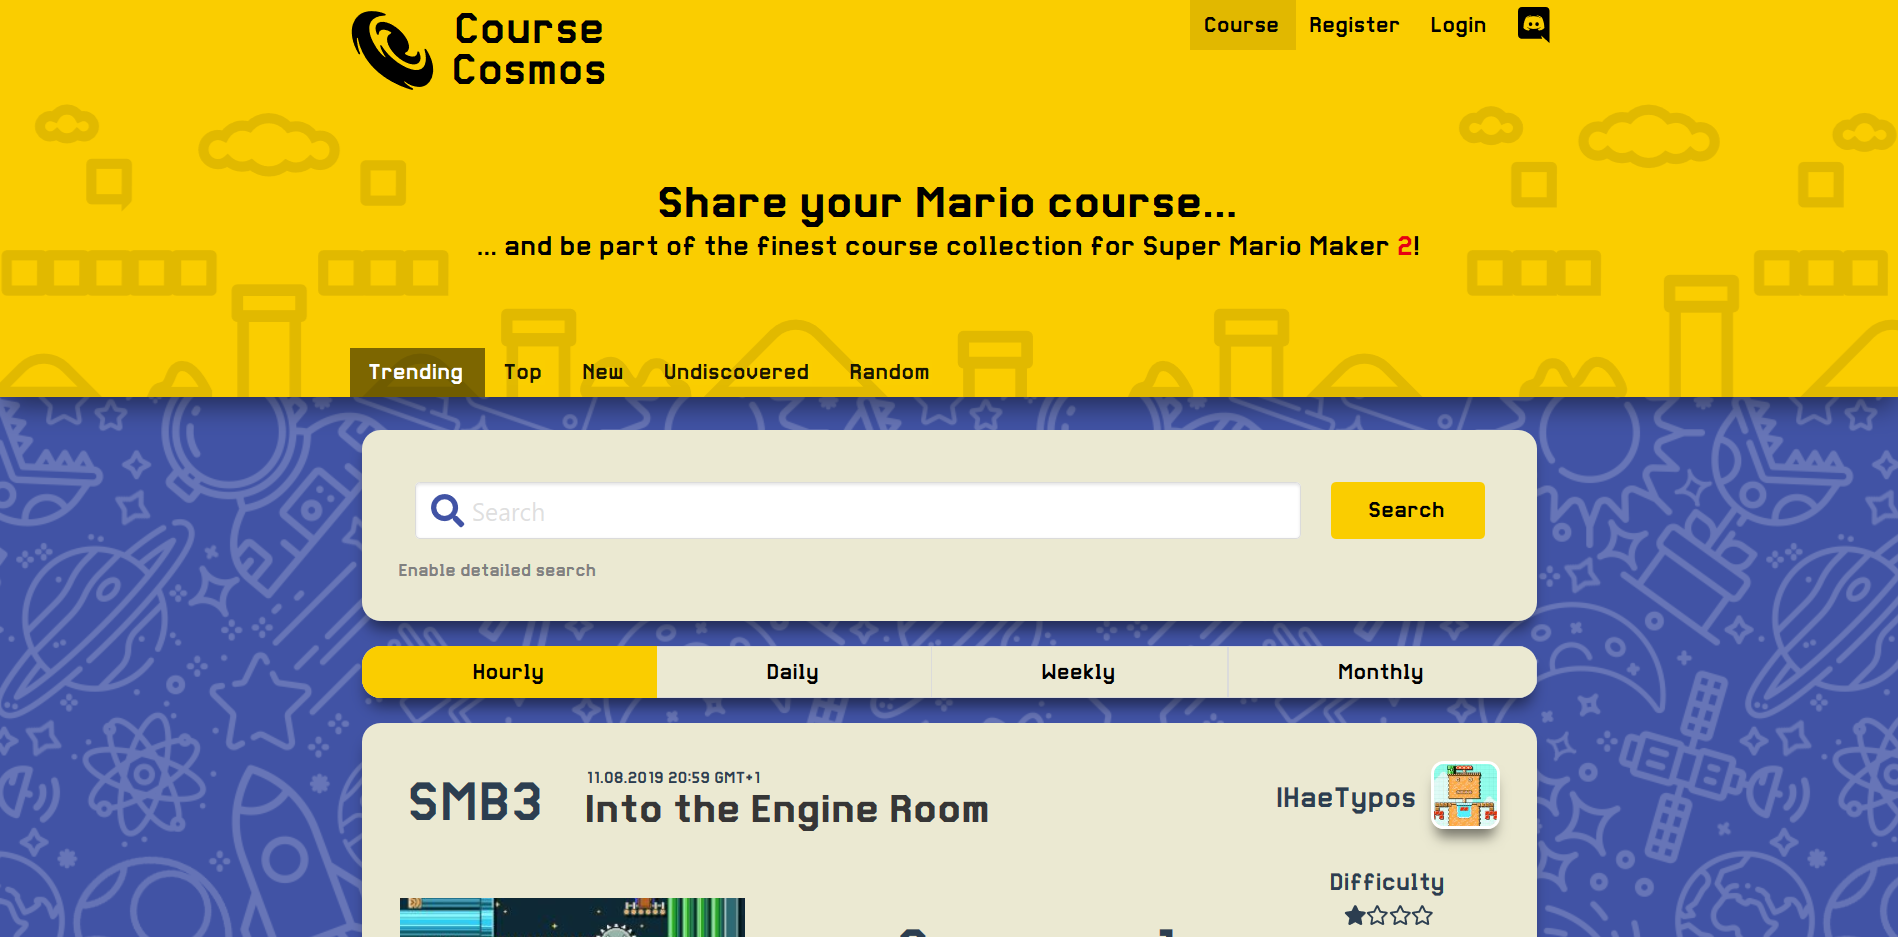 Course
Cosmos
Course Register Login
Share your Mario course...
... and be part of the finest course collection for Super Mario Maker 2!
Trending Top New Undiscovered Random
Search Search
Enable detailed search
Hourly Daily Weekly Monthly
11.08.2019 20:59 GMT+1
SMB3 Into the Engine Room
IHaeTypos
Difficulty